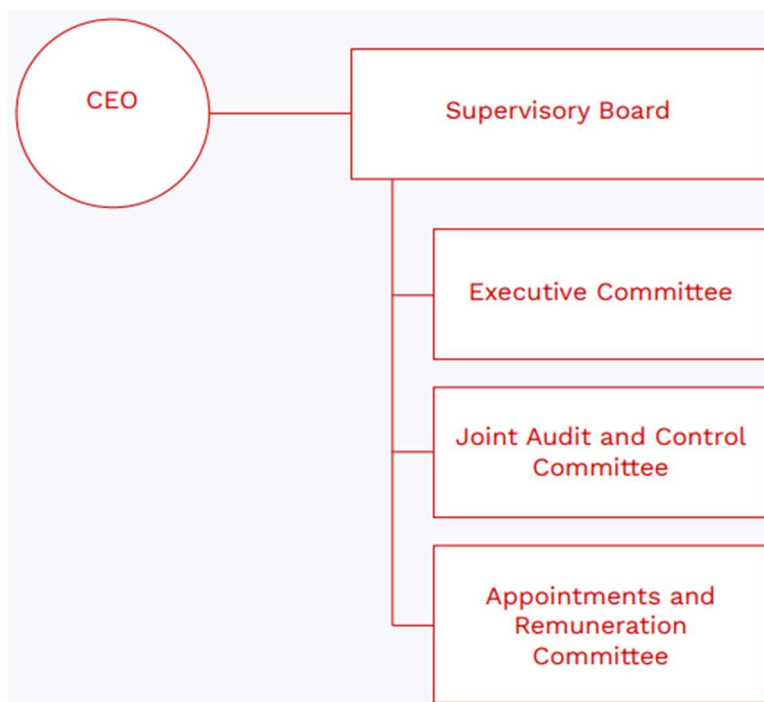 CEO
Supervisory Board
Executive Committee
Joint Audit and Control
Committee
Appointments and
Remuneration
Committee